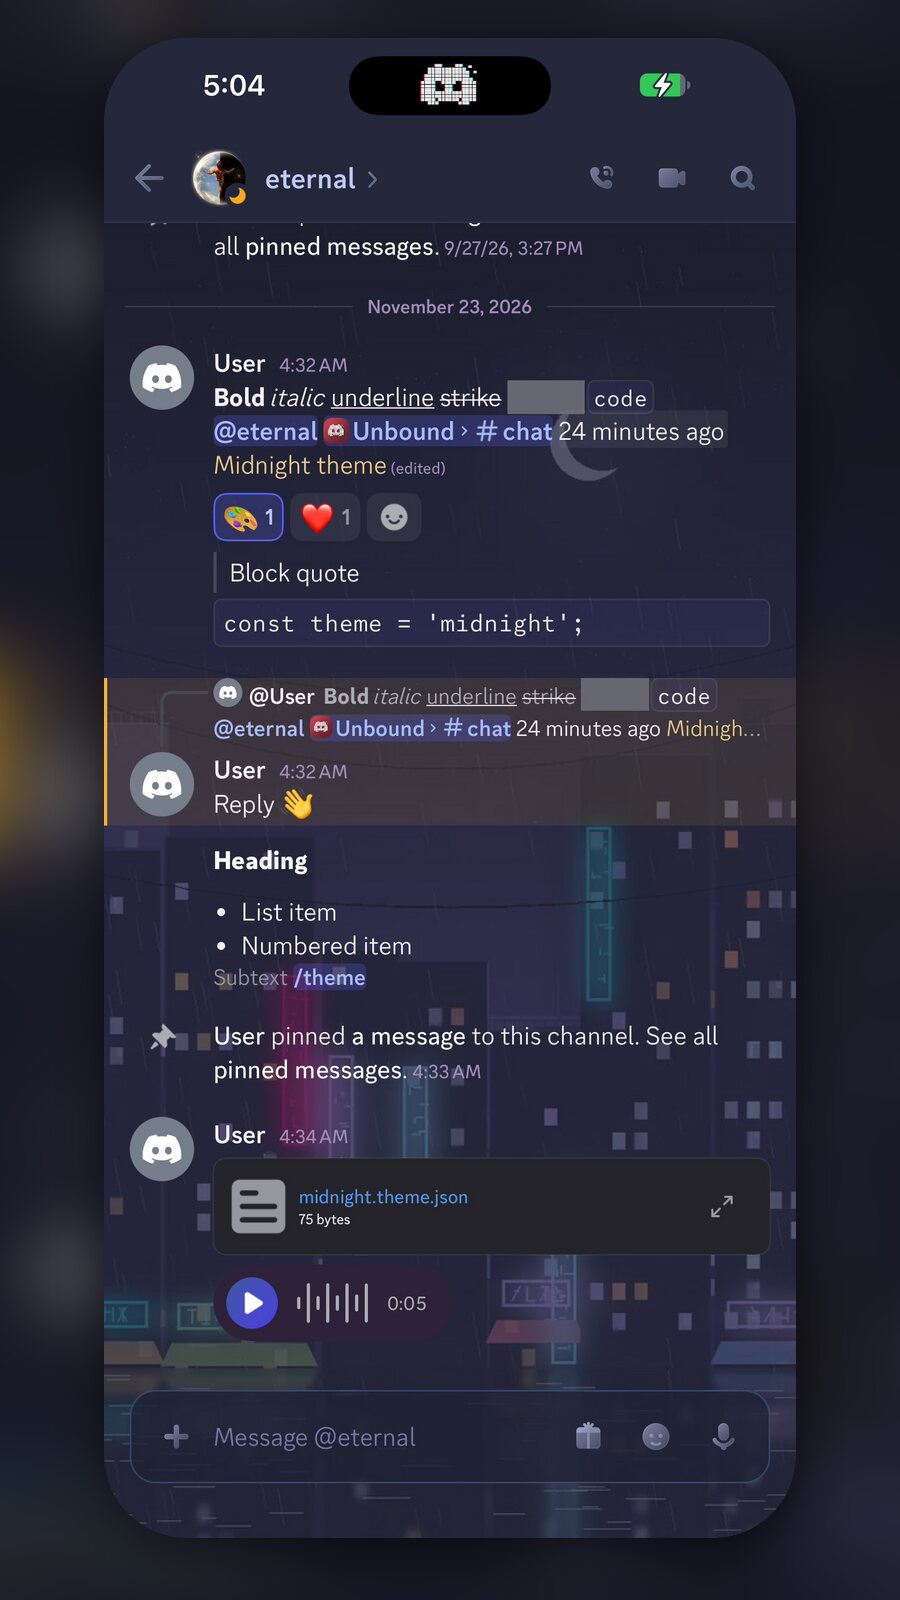 5:04
eternal
all pinned messages. 9/27/26, 3:27 PM
November 23, 2026
User 4:32 AM
Bold italic underline strike code
@eternal Unbound › # chat 24 minutes ago
Midnight theme (edited)
1 1
Block quote
const theme = 'midnight';
@User Bold italic underline strike code
@eternal Unbound › # chat 24 minutes ago Midnigh...
User 4:32 AM
Reply 👋
Heading
• List item
• Numbered item
Subtext /theme
User pinned a message to this channel. See all
pinned messages. 4:33 AM
User 4:34 AM
midnight.theme.json
75 bytes
0:05
Message @eternal